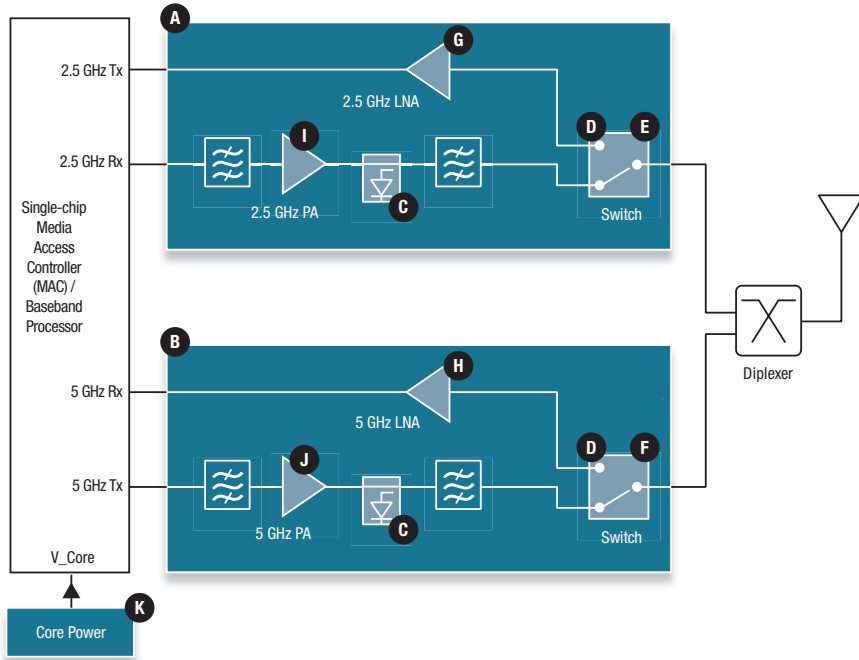 A
G
2.5 GHz Tx
2.5 GHz LNA
D
E
I
2.5 GHz Rx
C
2.5 GHz PA
Switch
Single-chip
Media
Access
Controller
(MAC) /
Baseband
Processor
Diplexer
B
H
5 GHz Rx
5 GHz LNA
D
F
J
5 GHz Tx
C
5 GHz PA
Switch
V_Core
K
Core Power